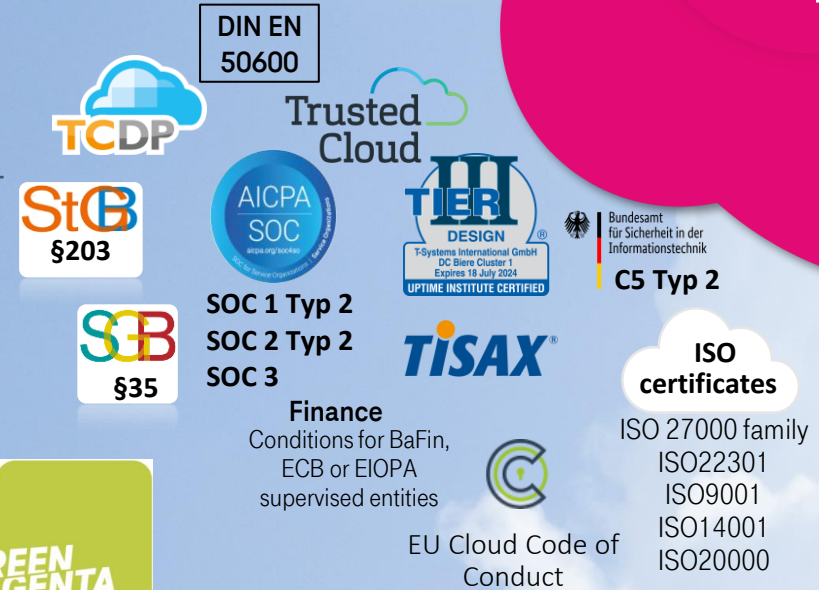 DIN EN
50600
TCDP
Trusted
Cloud
StGB
§203
AICPA
SOC
aicpa.org/soc4so
SOC for Service Organizations | Service Organizations
TIER III
DESIGN
®
T-Systems International GmbH
DC Biere Cluster 1
Expires 18 July 2024
UPTIME INSTITUTE CERTIFIED
Bundesamt
für Sicherheit in der
Informationstechnik
C5 Typ 2
SGB
§35
SOC 1 Typ 2
SOC 2 Typ 2
SOC 3
TISAX®
ISO
certificates
ISO 27000 family
ISO22301
ISO9001
ISO14001
ISO20000
Finance
Conditions for BaFin,
ECB or EIOPA
supervised entities
EU Cloud Code of
Conduct